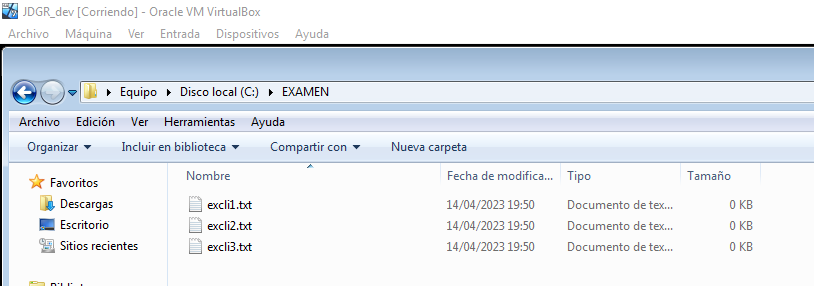 JDGR_dev [Corriendo] - Oracle VM VirtualBox
Archivo Máquina Ver Entrada Dispositivos Ayuda
Equipo Disco local (C:) EXAMEN
Archivo Edición Ver Herramientas Ayuda
Organizar Incluir en biblioteca Compartir con Nueva carpeta
Nombre Fecha de modifica... Tipo Tamaño
Favoritos
Descargas
Escritorio
Sitios recientes
excli1.txt 14/04/2023 19:50 Documento de tex... 0 KB
excli2.txt 14/04/2023 19:50 Documento de tex... 0 KB
excli3.txt 14/04/2023 19:50 Documento de tex... 0 KB